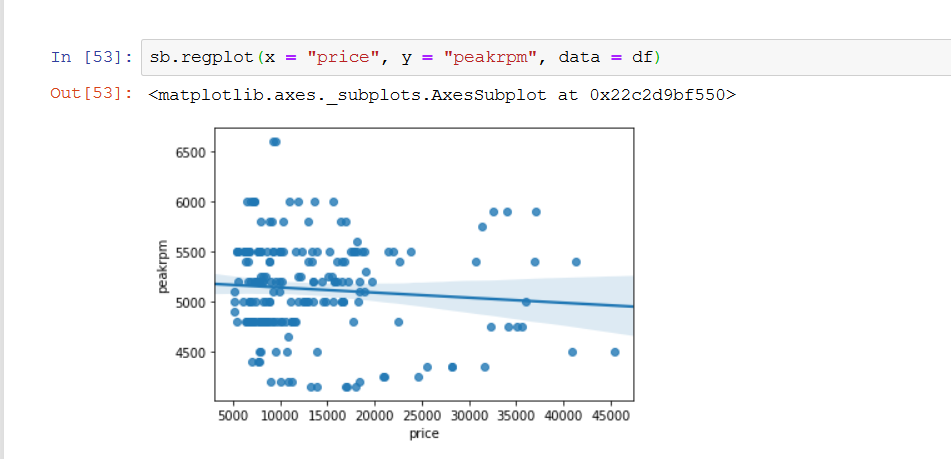 In [53]: sb.regplot(x = "price", y = "peakrpm", data = df)
Out[53]: <matplotlib.axes._subplots.AxesSubplot at 0x22c2d9bf550>
6500
6000
5500
5000
4500
peakrpm
5000 10000 15000 20000 25000 30000 35000 40000 45000
price